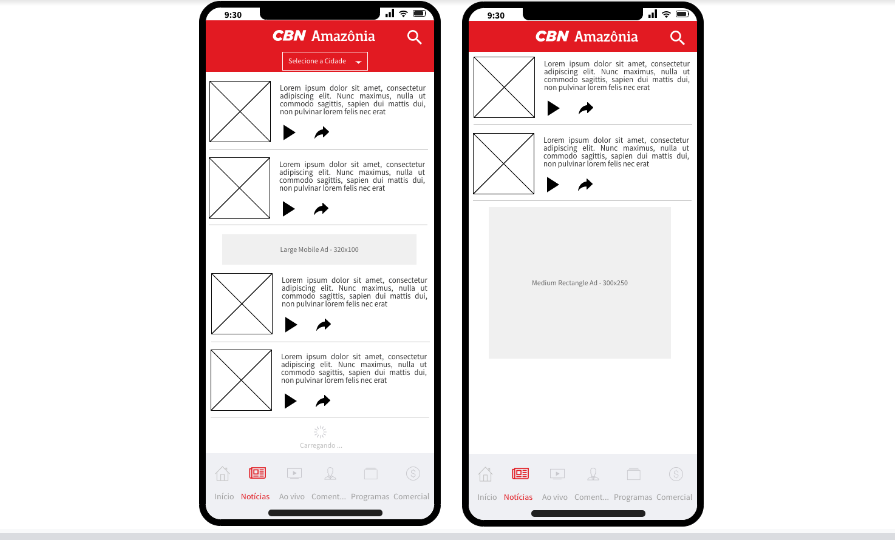 9:30
CBN Amazônia
Selecione a Cidade
Lorem ipsum dolor sit amet, consectetur
adipiscing elit. Nunc maximus, nulla ut
commodo sagittis, sapien dui mattis dui,
non pulvinar lorem felis nec erat
Lorem ipsum dolor sit amet, consectetur
adipiscing elit. Nunc maximus, nulla ut
commodo sagittis, sapien dui mattis dui,
non pulvinar lorem felis nec erat
Large Mobile Ad - 320x100
Lorem ipsum dolor sit amet, consectetur
adipiscing elit. Nunc maximus, nulla ut
commodo sagittis, sapien dui mattis dui,
non pulvinar lorem felis nec erat
Lorem ipsum dolor sit amet, consectetur
adipiscing elit. Nunc maximus, nulla ut
commodo sagittis, sapien dui mattis dui,
non pulvinar lorem felis nec erat
Carregando ...
Início Notícias Ao vivo Coment... Programas Comercial
9:30
CBN Amazônia
Lorem ipsum dolor sit amet, consectetur
adipiscing elit. Nunc maximus, nulla ut
commodo sagittis, sapien dui mattis dui,
non pulvinar lorem felis nec erat
Lorem ipsum dolor sit amet, consectetur
adipiscing elit. Nunc maximus, nulla ut
commodo sagittis, sapien dui mattis dui,
non pulvinar lorem felis nec erat
Medium Rectangle Ad - 300x250
Início Notícias Ao vivo Coment... Programas Comercial